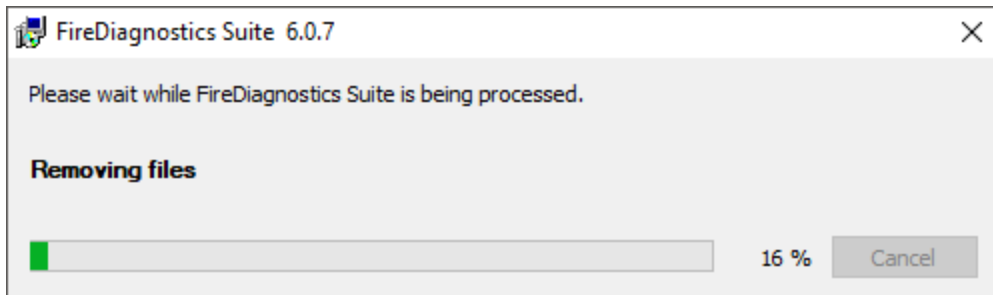 FireDiagnostics Suite 6.0.7
Please wait while FireDiagnostics Suite is being processed.
Removing files
16 % Cancel